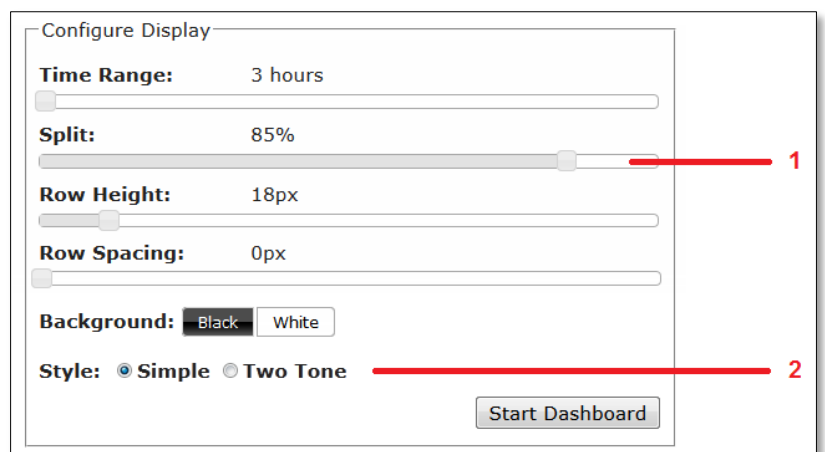 Configure Display
Time Range: 3 hours
Split: 85%
1
Row Height: 18px
Row Spacing: 0px
Background: Black White
Style: Simple Two Tone
2
Start Dashboard